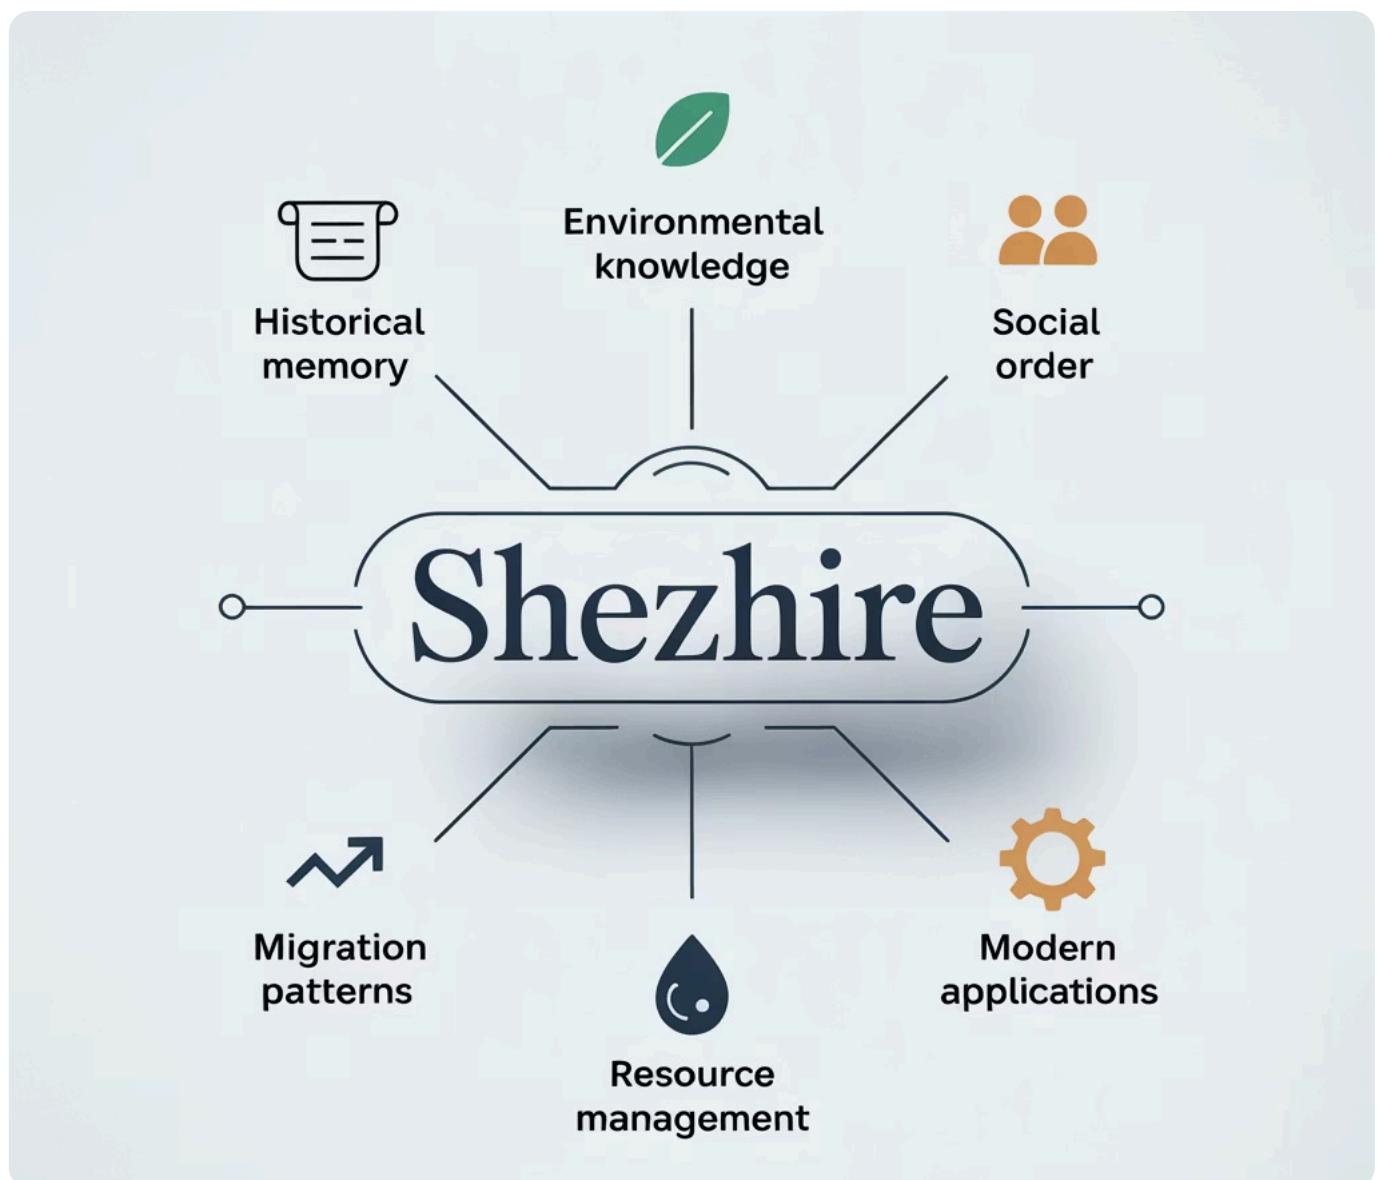 Environmental
knowledge
Historical
memory
Social
order
Shezhire
Migration
patterns
Modern
applications
Resource
management